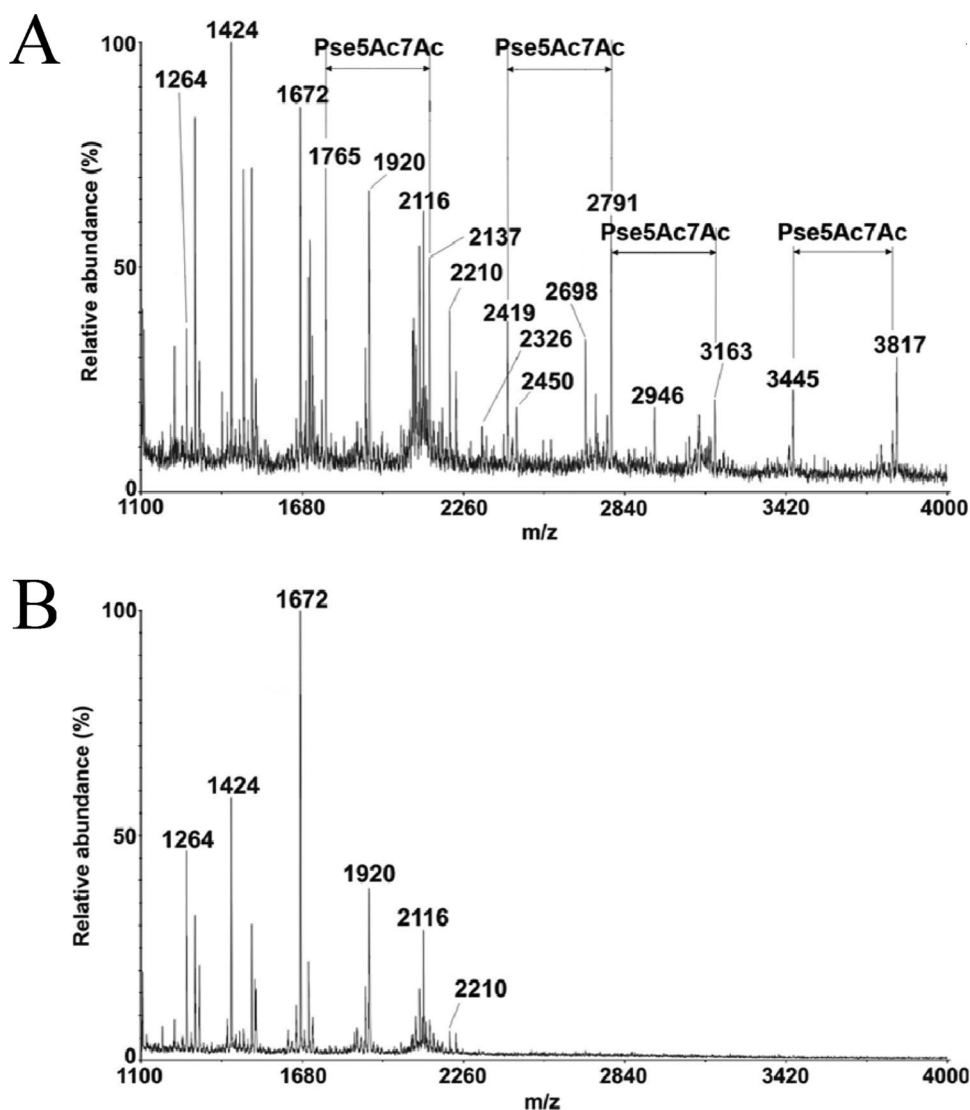 A
Relative abundance (%)
100
50
0
1424
1264
1672
Pse5Ac7Ac
Pse5Ac7Ac
1765
1920
2116
2137
2210
2419
2326
2450
2791
2698
Pse5Ac7Ac
Pse5Ac7Ac
2946
3163
3445
3817
1100 1680 2260 2840 3420 4000
m/z
B
Relative abundance (%)
100
50
0
1672
1424
1264
1920
2116
2210
1100 1680 2260 2840 3420 4000
m/z